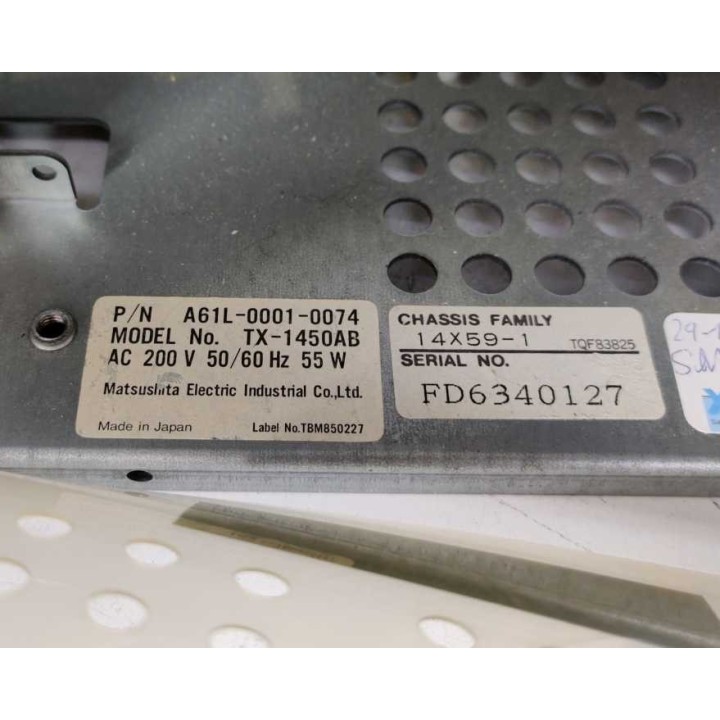 P/N A61L-0001-0074
MODEL No. TX-1450AB
AC 200 V 50/60 Hz 55 W
Matsushita Electric Industrial Co.,Ltd.
Made in Japan Label No.TBM850227
CHASSIS FAMILY
14X59-1 TQF83825
SERIAL NO.
FD6340127